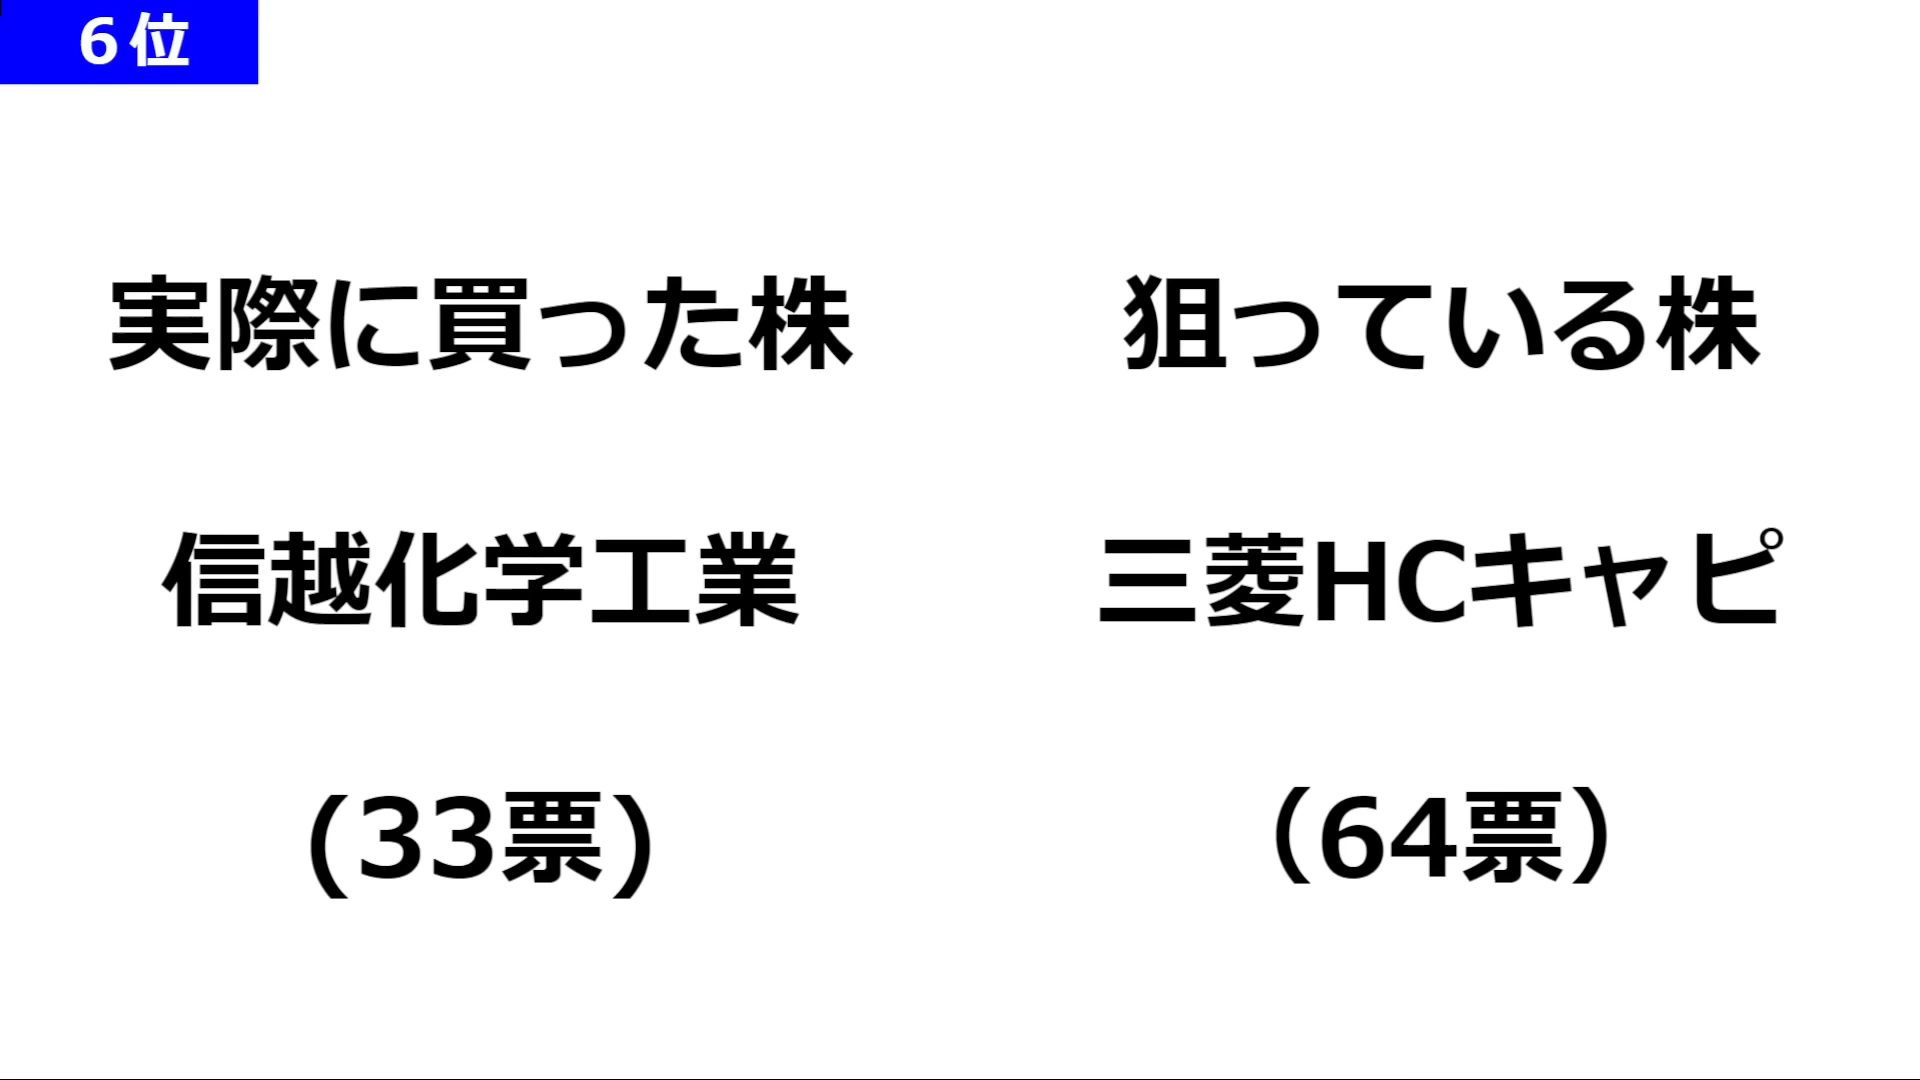 ６位
実際に買った株
狙っている株
信越化学工業
三菱HCキャピ
(33票)
（64票）